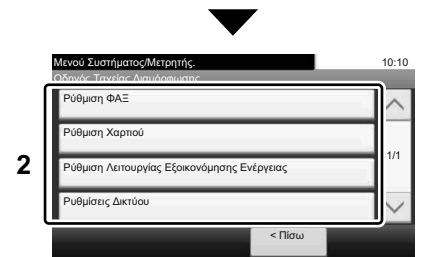 Μενού Συστήματος/Μετρητής.
10:10
Οδηγός Ταχείας Διαμόρφωσης
Ρύθμιση ΦΑΞ
Ρύθμιση Χαρτιού
1/1
2
Ρύθμιση Λειτουργίας Εξοικονόμησης Ενέργειας
Ρυθμίσεις Δικτύου
< Πίσω